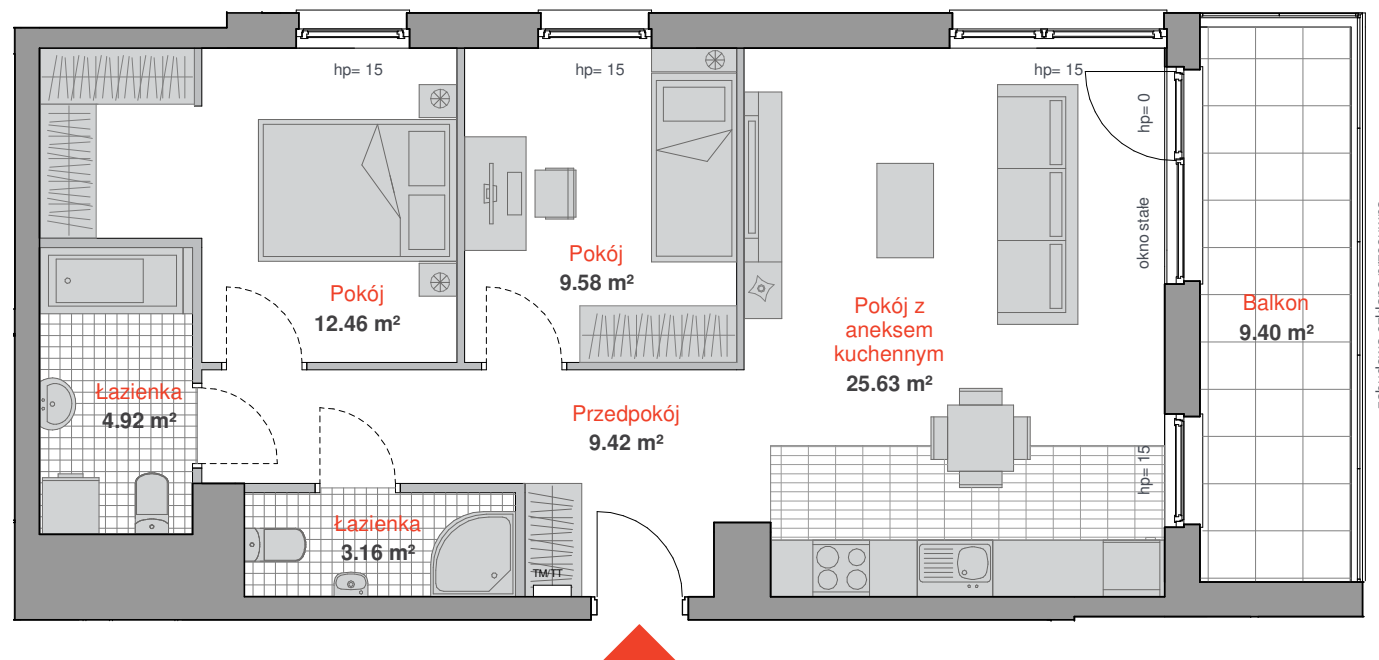 hp= 15
hp= 15
hp= 15
hp= 0
okno stałe
Pokój
9.58 m²
Pokój
12.46 m²
Pokój z
aneksem
kuchennym
25.63 m²
Balkon
9.40 m²
Łazienka
4.92 m²
Przedpokój
9.42 m²
hp= 15
Łazienka
3.16 m²
TM/TT